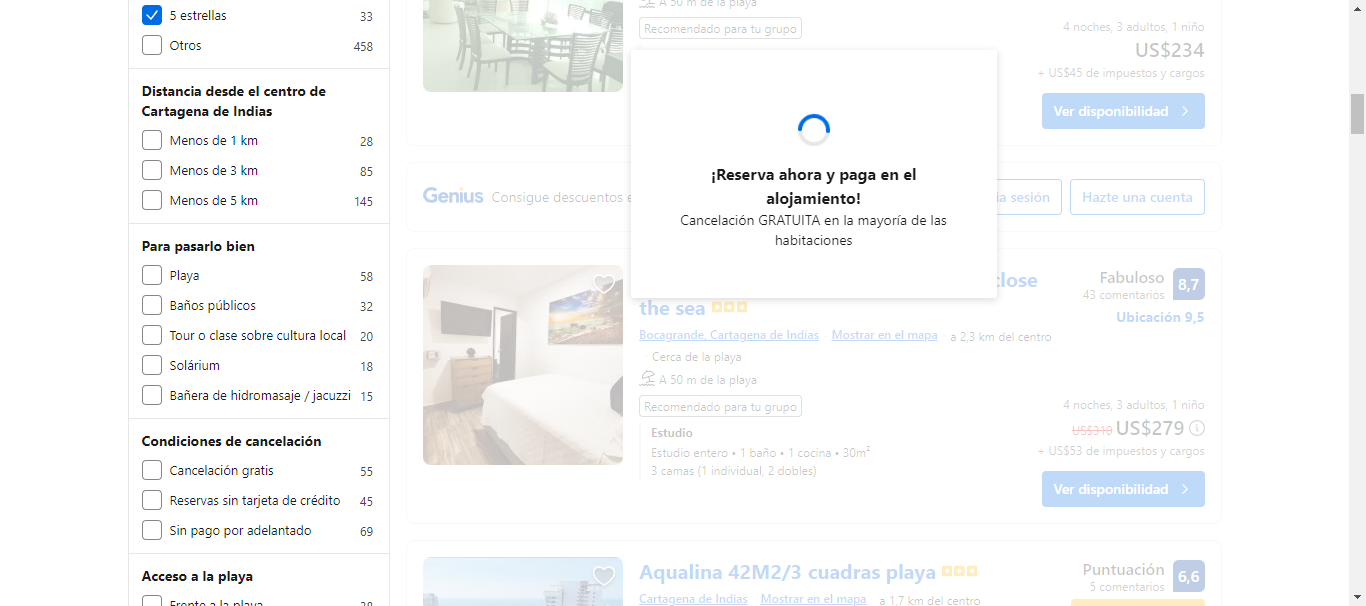 5 estrellas 33
Otros 458
Distancia desde el centro de
Cartagena de Indias
Menos de 1 km 28
Menos de 3 km 85
Menos de 5 km 145
Para pasarlo bien
Playa 58
Baños públicos 32
Tour o clase sobre cultura local 20
Solárium 18
Bañera de hidromasaje / jacuzzi 15
Condiciones de cancelación
Cancelación gratis 55
Reservas sin tarjeta de crédito 45
Sin pago por adelantado 69
Acceso a la playa
Frente a la playa 28
A 50 m de la playa
Recomendado para tu grupo
4 noches, 3 adultos, 1 niño
US$234
+ US$45 de impuestos y cargos
Ver disponibilidad
¡Reserva ahora y paga en el
alojamiento!
Cancelación GRATUITA en la mayoría de las
habitaciones
Genius Consigue descuentos
sesión
Hazte una cuenta
close
the sea
Fabuloso 8,7
43 comentarios
Ubicación 9,5
Bocagrande, Cartagena de Indias Mostrar en el mapa a 2,3 km del centro
Cerca de la playa
A 50 m de la playa
Recomendado para tu grupo
Estudio
Estudio entero • 1 baño • 1 cocina • 30m²
3 camas (1 individual, 2 dobles)
4 noches, 3 adultos, 1 niño
US$310 US$279
+ US$53 de impuestos y cargos
Ver disponibilidad
Aqualina 42M2/3 cuadras playa
Puntuación 6,6
5 comentarios
Cartagena de Indias Mostrar en el mapa a 1,7 km del centro